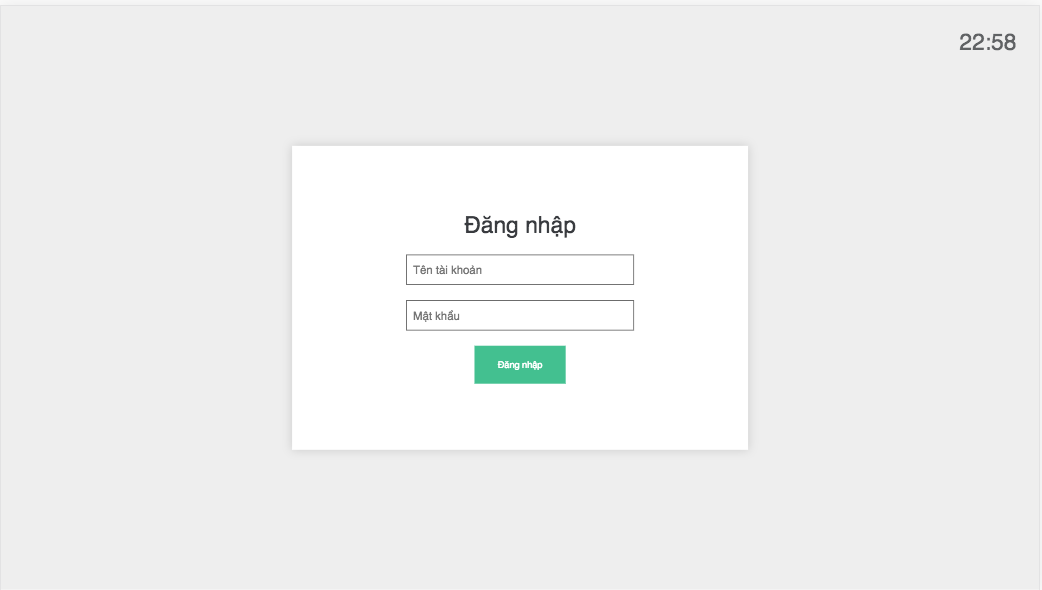 22:58
Đăng nhập
Tên tài khoản
Mật khẩu
Đăng nhập